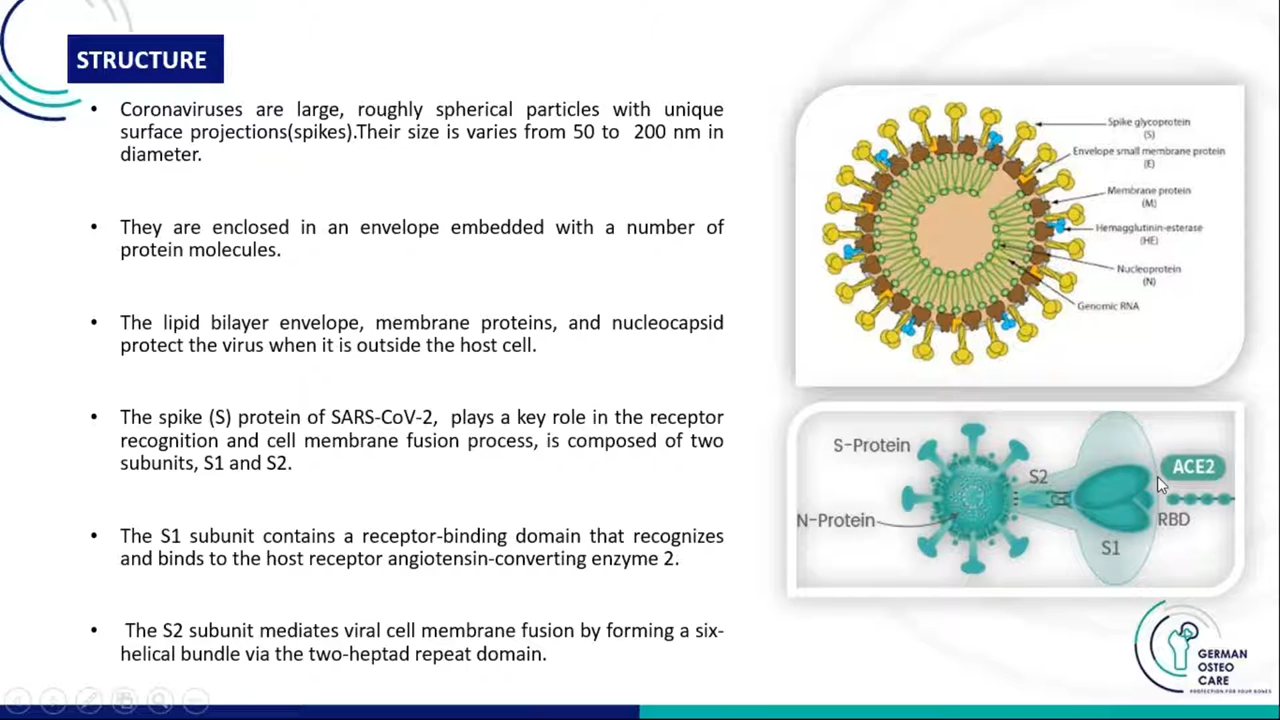 STRUCTURE
• Coronaviruses are large, roughly spherical particles with unique
surface projections(spikes).Their size is varies from 50 to 200 nm in
diameter.
• They are enclosed in an envelope embedded with a number of
protein molecules.
• The lipid bilayer envelope, membrane proteins, and nucleocapsid
protect the virus when it is outside the host cell.
• The spike (S) protein of SARS-CoV-2, plays a key role in the receptor
recognition and cell membrane fusion process, is composed of two
subunits, S1 and S2.
• The S1 subunit contains a receptor-binding domain that recognizes
and binds to the host receptor angiotensin-converting enzyme 2.
• The S2 subunit mediates viral cell membrane fusion by forming a six-
helical bundle via the two-heptad repeat domain.
Spike glycoprotein
(S)
Envelope small membrane protein
(E)
Membrane protein
(M)
Hemagglutinin-esterase
(HE)
Nucleoprotein
(N)
Genomic RNA
S-Protein
S2
ACE2
N-Protein
RBD
S1
GERMAN
OSTEO
CARE
PROTECTION FOR YOUR BONES